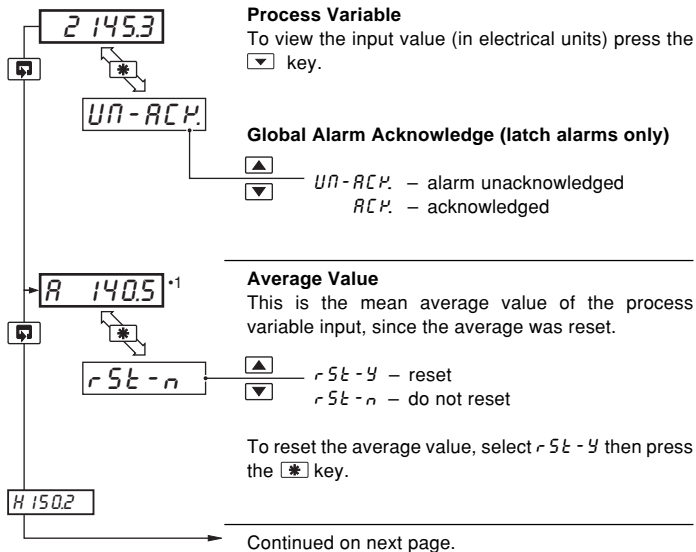 2 145.3
Process Variable
To view the input value (in electrical units) press the
▼ key.
UN-ACK.
Global Alarm Acknowledge (latch alarms only)
▲
▼
UN-ACK. – alarm unacknowledged
ACK. – acknowledged
A 140.5 •1
Average Value
This is the mean average value of the process
variable input, since the average was reset.
rSt-n
▲
▼
rSt-Y – reset
rSt-n – do not reset
To reset the average value, select rSt-Y then press
the ✱ key.
H 150.2
Continued on next page.